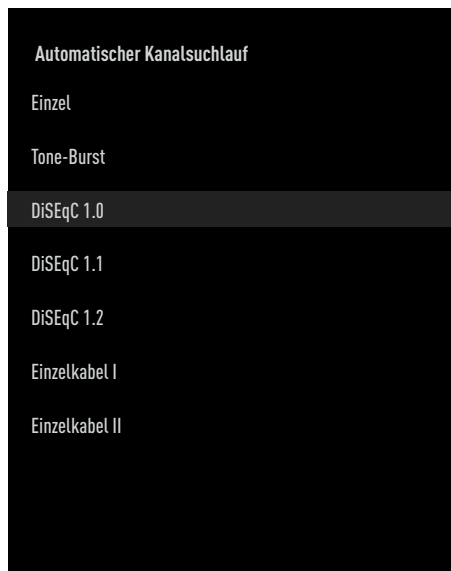 Automatischer Kanalsuchlauf
Einzel
Tone-Burst
DiSEqC 1.0
DiSEqC 1.1
DiSEqC 1.2
Einzelkabel I
Einzelkabel II